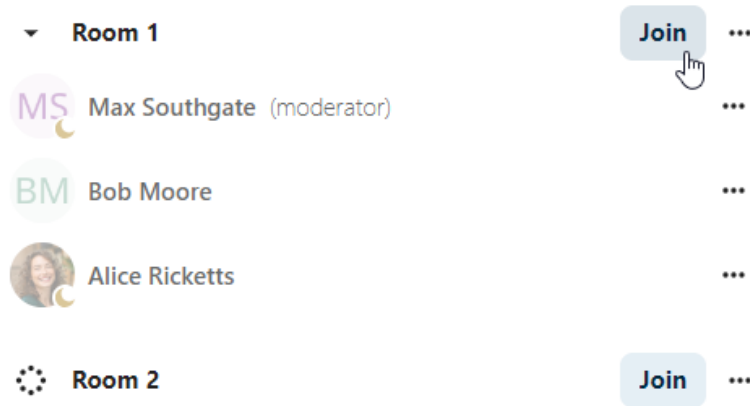 Room 1 Join
MS Max Southgate (moderator)
BM Bob Moore
Alice Ricketts
Room 2 Join